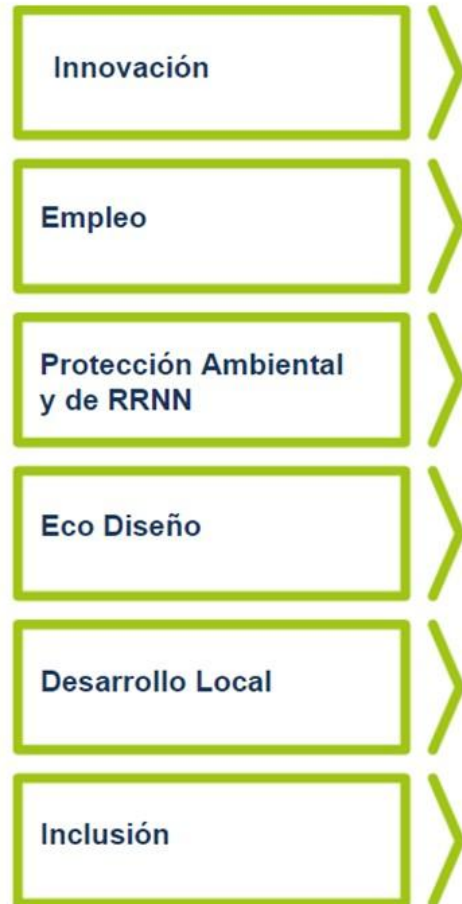 Innovación
Empleo
Protección Ambiental
y de RRNN
Eco Diseño
Desarrollo Local
Inclusión